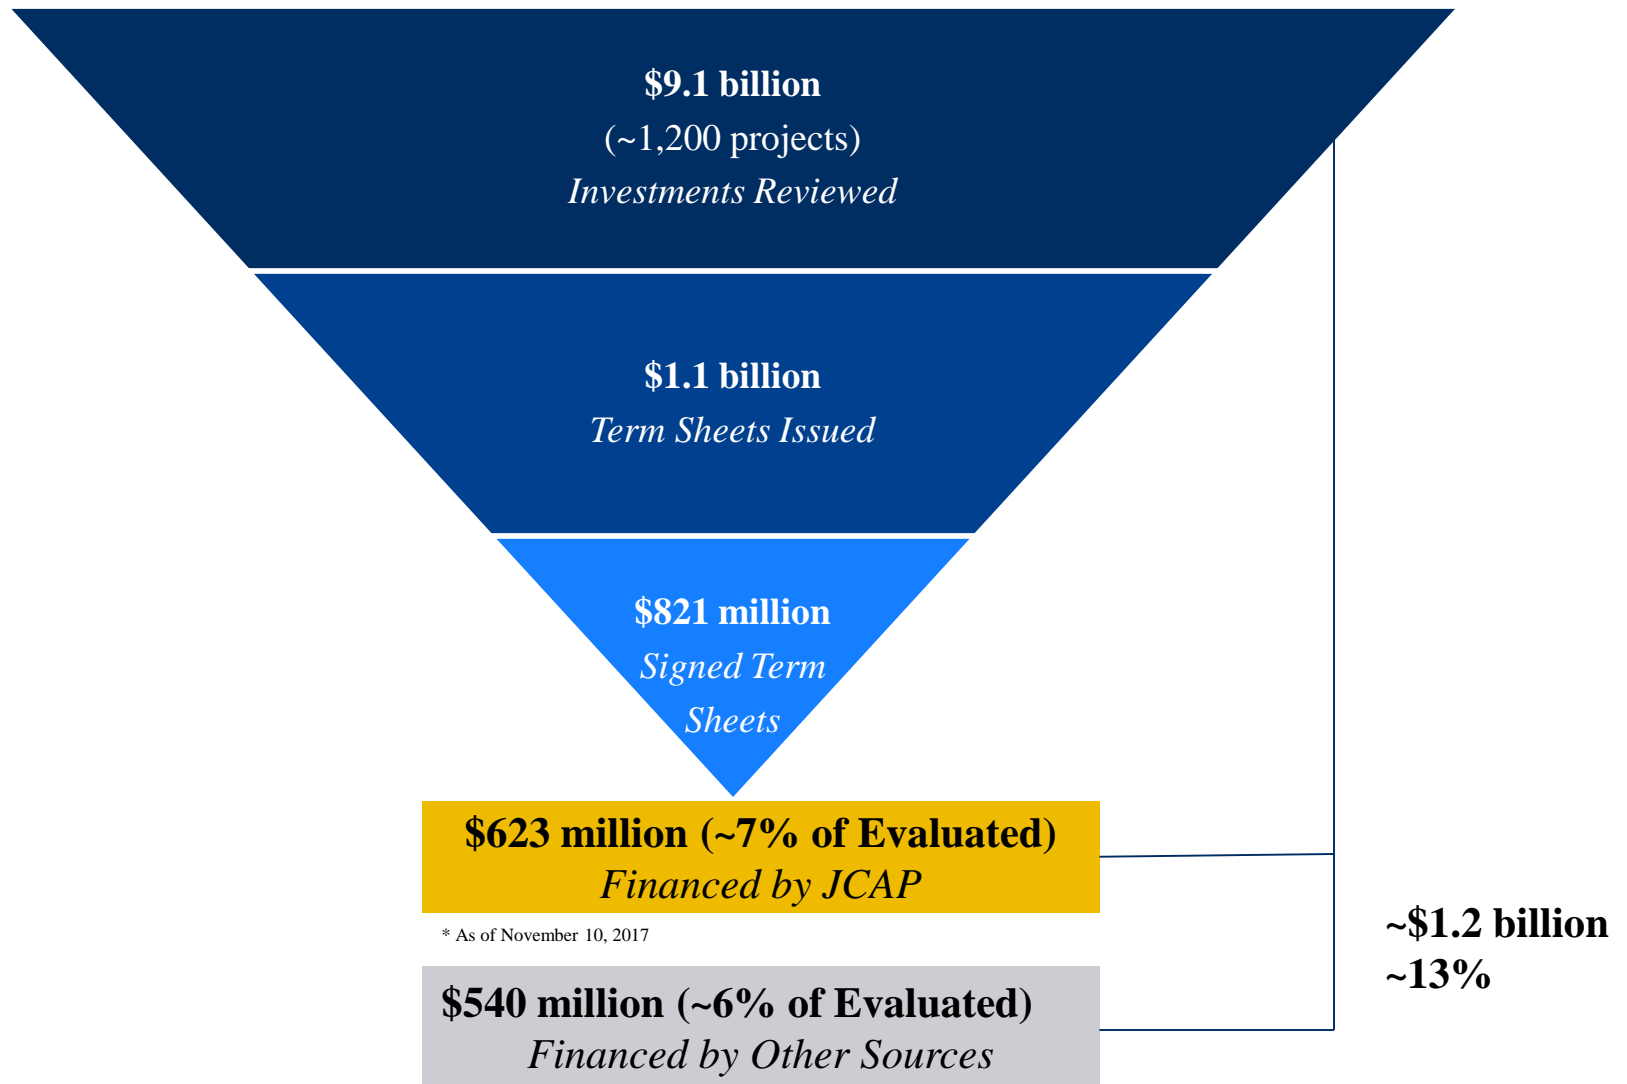 $9.1 billion
(~1,200 projects)
Investments Reviewed
$1.1 billion
Term Sheets Issued
$821 million
Signed Term
Sheets
$623 million (~7% of Evaluated)
Financed by JCAP
* As of November 10, 2017
$540 million (~6% of Evaluated)
Financed by Other Sources
~$1.2 billion
~13%